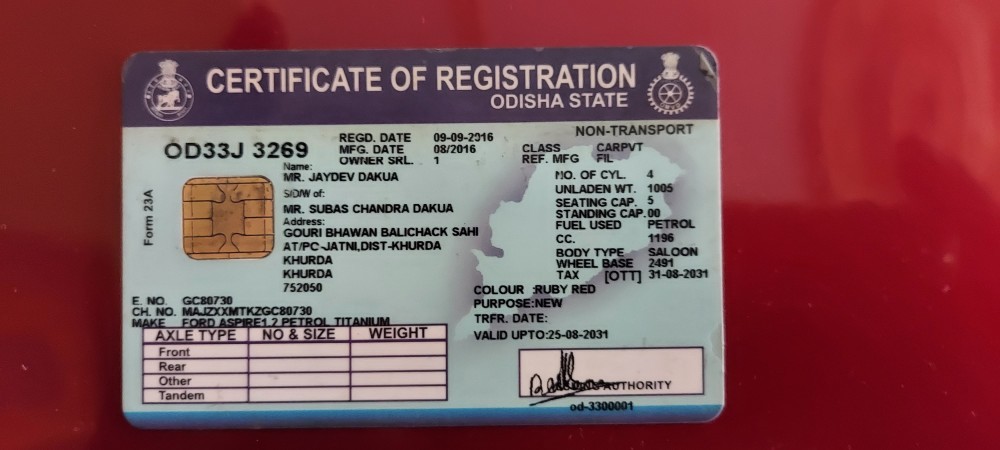 CERTIFICATE OF REGISTRATION
ODISHA STATE
NON-TRANSPORT
OD33J 3269
REGD. DATE 09-09-2016
MFG. DATE 08/2016
OWNER SRL. 1
CLASS CARPVT
REF. MFG FIL
Name:
MR. JAYDEV DAKUA
S/D/W of:
MR. SUBAS CHANDRA DAKUA
Address:
GOURI BHAWAN BALICHACK SAHI
AT/PO-JATNI,DIST-KHURDA
KHURDA
KHURDA
752050
Form 23A
NO. OF CYL. 4
UNLADEN WT. 1005
SEATING CAP. 5
STANDING CAP.00
FUEL USED PETROL
CC. 1196
BODY TYPE SALOON
WHEEL BASE 2491
TAX [OTT] 31-08-2031
COLOUR :RUBY RED
PURPOSE:NEW
TRFR. DATE:
VALID UPTO:25-08-2031
E. NO. GC80730
CH. NO. MAJZXXMTKZGC80730
MAKE FORD ASPIRE1.2 PETROL TITANIUM
AXLE TYPE NO & SIZE WEIGHT
Front
Rear
Other
Tandem
AUTHORITY
od-3300001